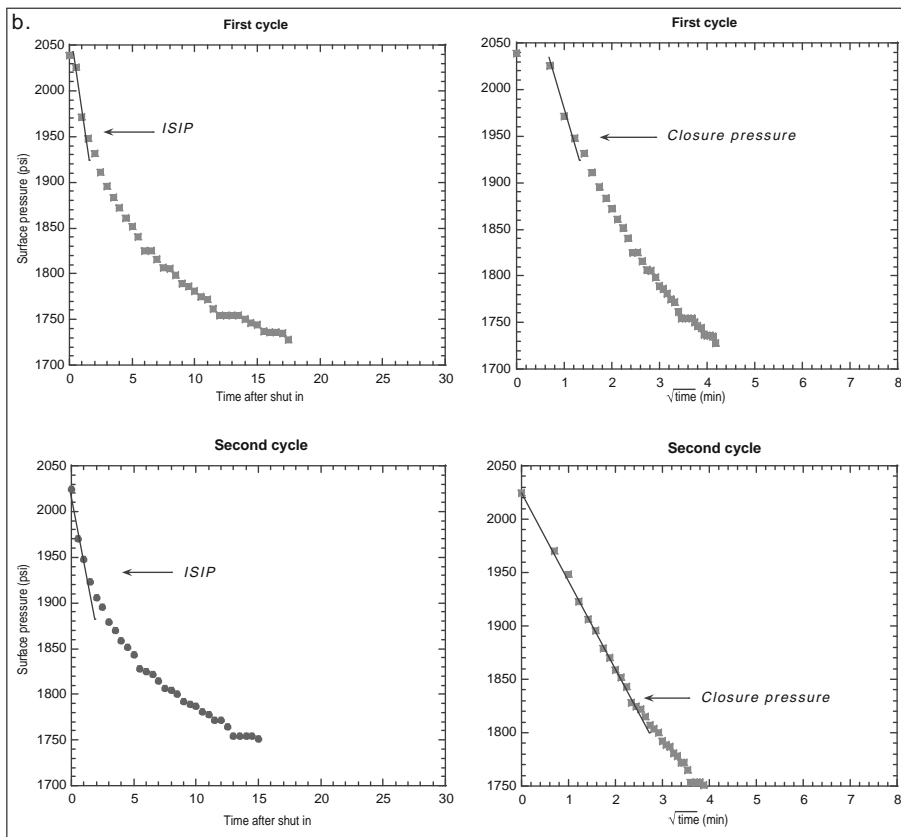 b.
First cycle
2050
2000
1950
1900
1850
1800
1750
1700
Surface pressure (psi)
ISIP
0 5 10 15 20 25 30
Time after shut in
First cycle
2050
2000
1950
1900
1850
1800
1750
1700
Closure pressure
0 1 2 3 4 5 6 7 8
√time (min)
Second cycle
2050
2000
1950
1900
1850
1800
1750
1700
Surface pressure (psi)
ISIP
0 5 10 15 20 25 30
Time after shut in
Second cycle
2050
2000
1950
1900
1850
1800
1750
Closure pressure
0 1 2 3 4 5 6 7 8
√time (min)